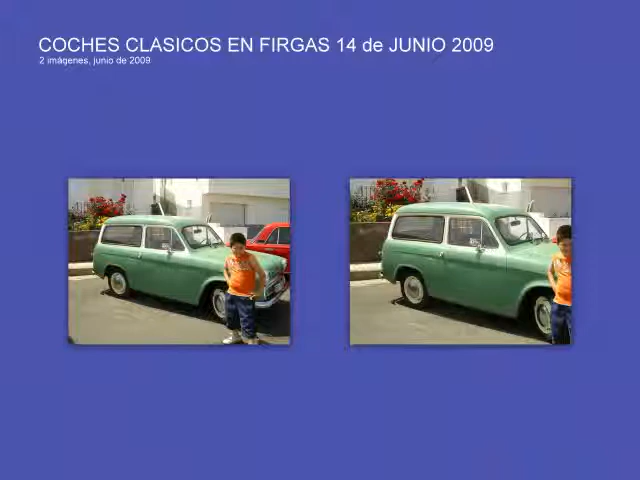 COCHES CLASICOS EN FIRGAS 14 de JUNIO 2009
2 imágenes, junio de 2009